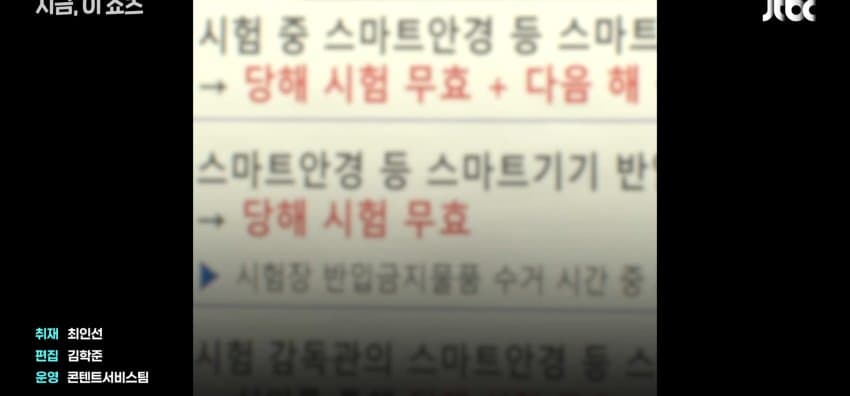 지금, 이 쇼츠
jtbc
시험 중 스마트안경 등 스마트
→ 당해 시험 무효 + 다음 해
스마트안경 등 스마트기기 반입
→ 당해 시험 무효
▶ 시험장 반입금지물품 수거 시간 중
시험 감독관의 스마트안경 등 스
취재 최인선
편집 김학준
운영 콘텐트서비스팀